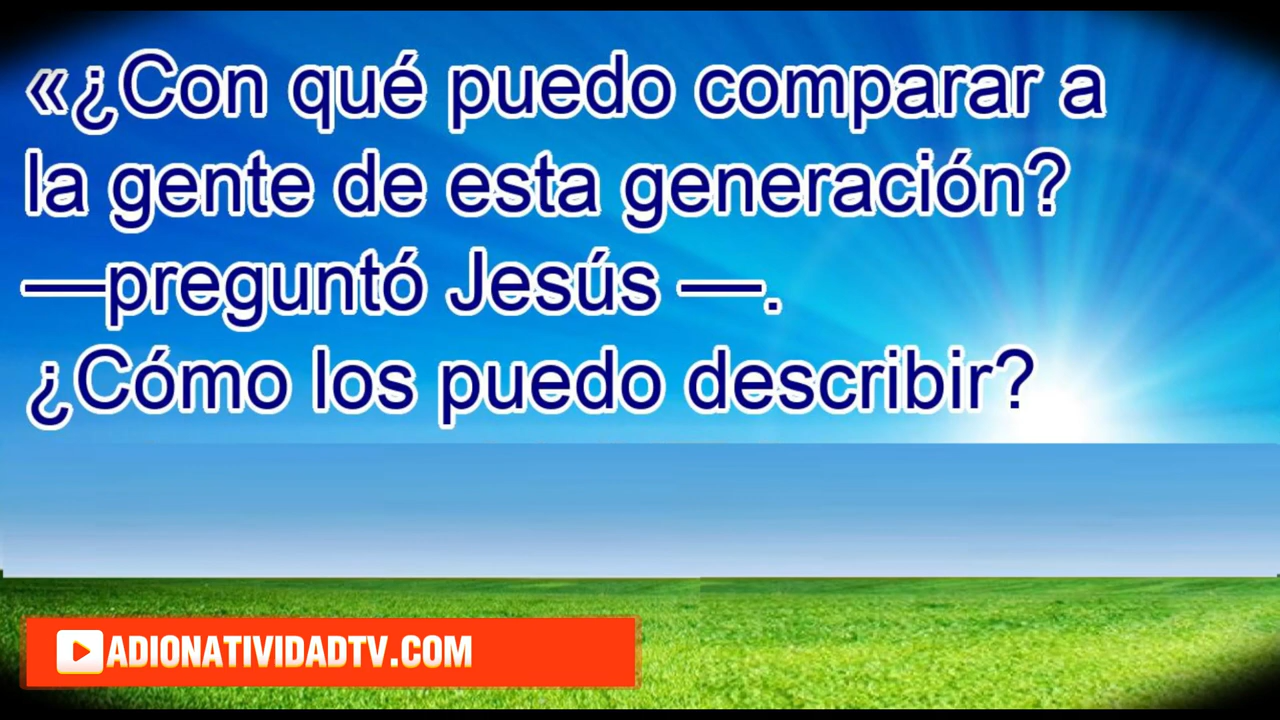 «¿Con qué puedo comparar a
la gente de esta generación?
—preguntó Jesús —.
¿Cómo los puedo describir?
ADIONATIVIDADTV.COM